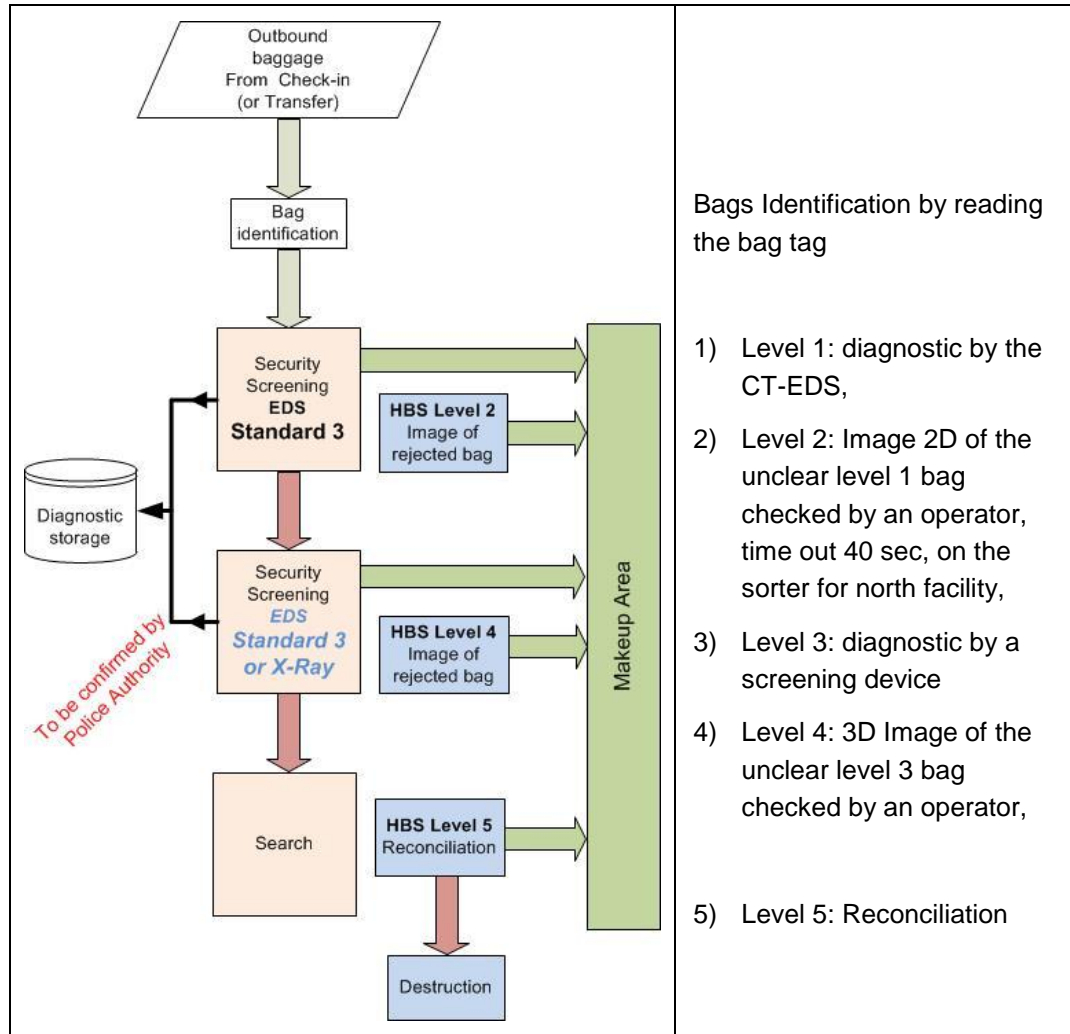 Outbound
baggage
From Check-in
(or Transfer)
Bag
identification
Security
Screening
EDS
Standard 3
HBS Level 2
Image of
rejected bag
Diagnostic
storage
Security
Screening
EDS
Standard 3
or X-Ray
HBS Level 4
Image of
rejected bag
To be confirmed by
Police Authority
Makeup Area
Search
HBS Level 5
Reconciliation
Destruction
Bags Identification by reading
the bag tag
1) Level 1: diagnostic by the
CT-EDS,
2) Level 2: Image 2D of the
unclear level 1 bag
checked by an operator,
time out 40 sec, on the
sorter for north facility,
3) Level 3: diagnostic by a
screening device
4) Level 4: 3D Image of the
unclear level 3 bag
checked by an operator,
5) Level 5: Reconciliation